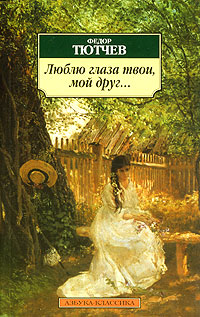 ФЕДОР
ТЮТЧЕВ
Люблю глаза твои,
мой друг...
АЗБУКА-КЛАССИКА